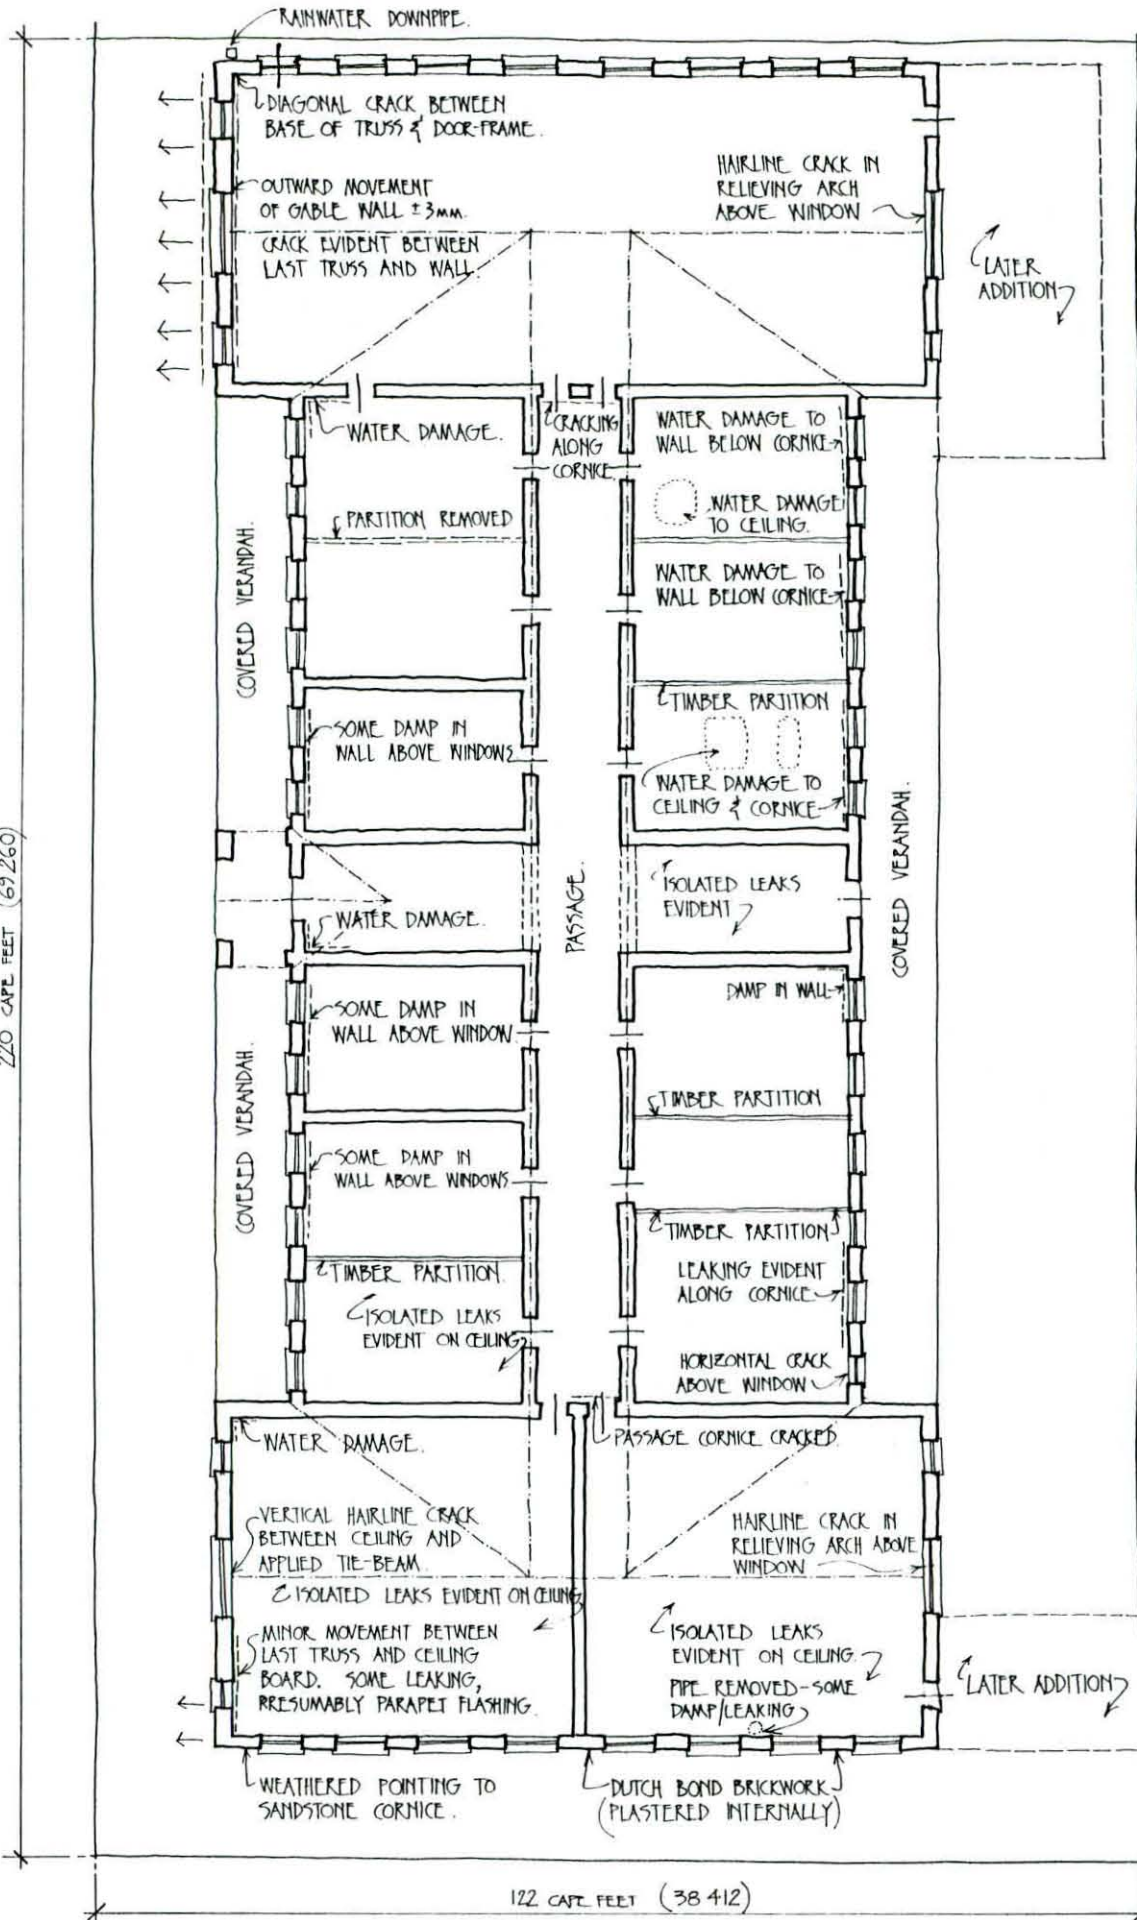 RAINWATER DOWNPIPE.
DIAGONAL CRACK BETWEEN
BASE OF TRUSS & DOOR-FRAME.
OUTWARD MOVEMENT
OF GABLE WALL ±3MM.
CRACK EVIDENT BETWEEN
LAST TRUSS AND WALL.
HAIRLINE CRACK IN
RELIEVING ARCH
ABOVE WINDOW
LATER
ADDITION
WATER DAMAGE.
CRACKING
ALONG
CORNICE
WATER DAMAGE TO
WALL BELOW CORNICE
WATER DAMAGE
TO CEILING.
PARTITION REMOVED
WATER DAMAGE TO
WALL BELOW CORNICE
COVERED VERANDAH.
TIMBER PARTITION
SOME DAMP IN
WALL ABOVE WINDOWS
WATER DAMAGE TO
CEILING & CORNICE
220 CAPE FEET (69 260)
PASSAGE.
COVERED VERANDAH.
ISOLATED LEAKS
EVIDENT
WATER DAMAGE.
DAMP IN WALL
SOME DAMP IN
WALL ABOVE WINDOW
COVERED VERANDAH.
TIMBER PARTITION
SOME DAMP IN
WALL ABOVE WINDOWS
TIMBER PARTITION
TIMBER PARTITION.
LEAKING EVIDENT
ALONG CORNICE
ISOLATED LEAKS
EVIDENT ON CEILING
HORIZONTAL CRACK
ABOVE WINDOW
WATER DAMAGE.
PASSAGE CORNICE CRACKED
VERTICAL HAIRLINE CRACK
BETWEEN CEILING AND
APPLIED TIE-BEAM.
HAIRLINE CRACK IN
RELIEVING ARCH ABOVE
WINDOW
ISOLATED LEAKS EVIDENT ON CEILING
MINOR MOVEMENT BETWEEN
LAST TRUSS AND CEILING
BOARD. SOME LEAKING,
PRESUMABLY PARAPET FLASHING.
ISOLATED LEAKS
EVIDENT ON CEILING.
PIPE REMOVED-SOME
DAMP/LEAKING
LATER ADDITION
WEATHERED POINTING TO
SANDSTONE CORNICE.
DUTCH BOND BRICKWORK
(PLASTERED INTERNALLY)
122 CAPE FEET (38 412)